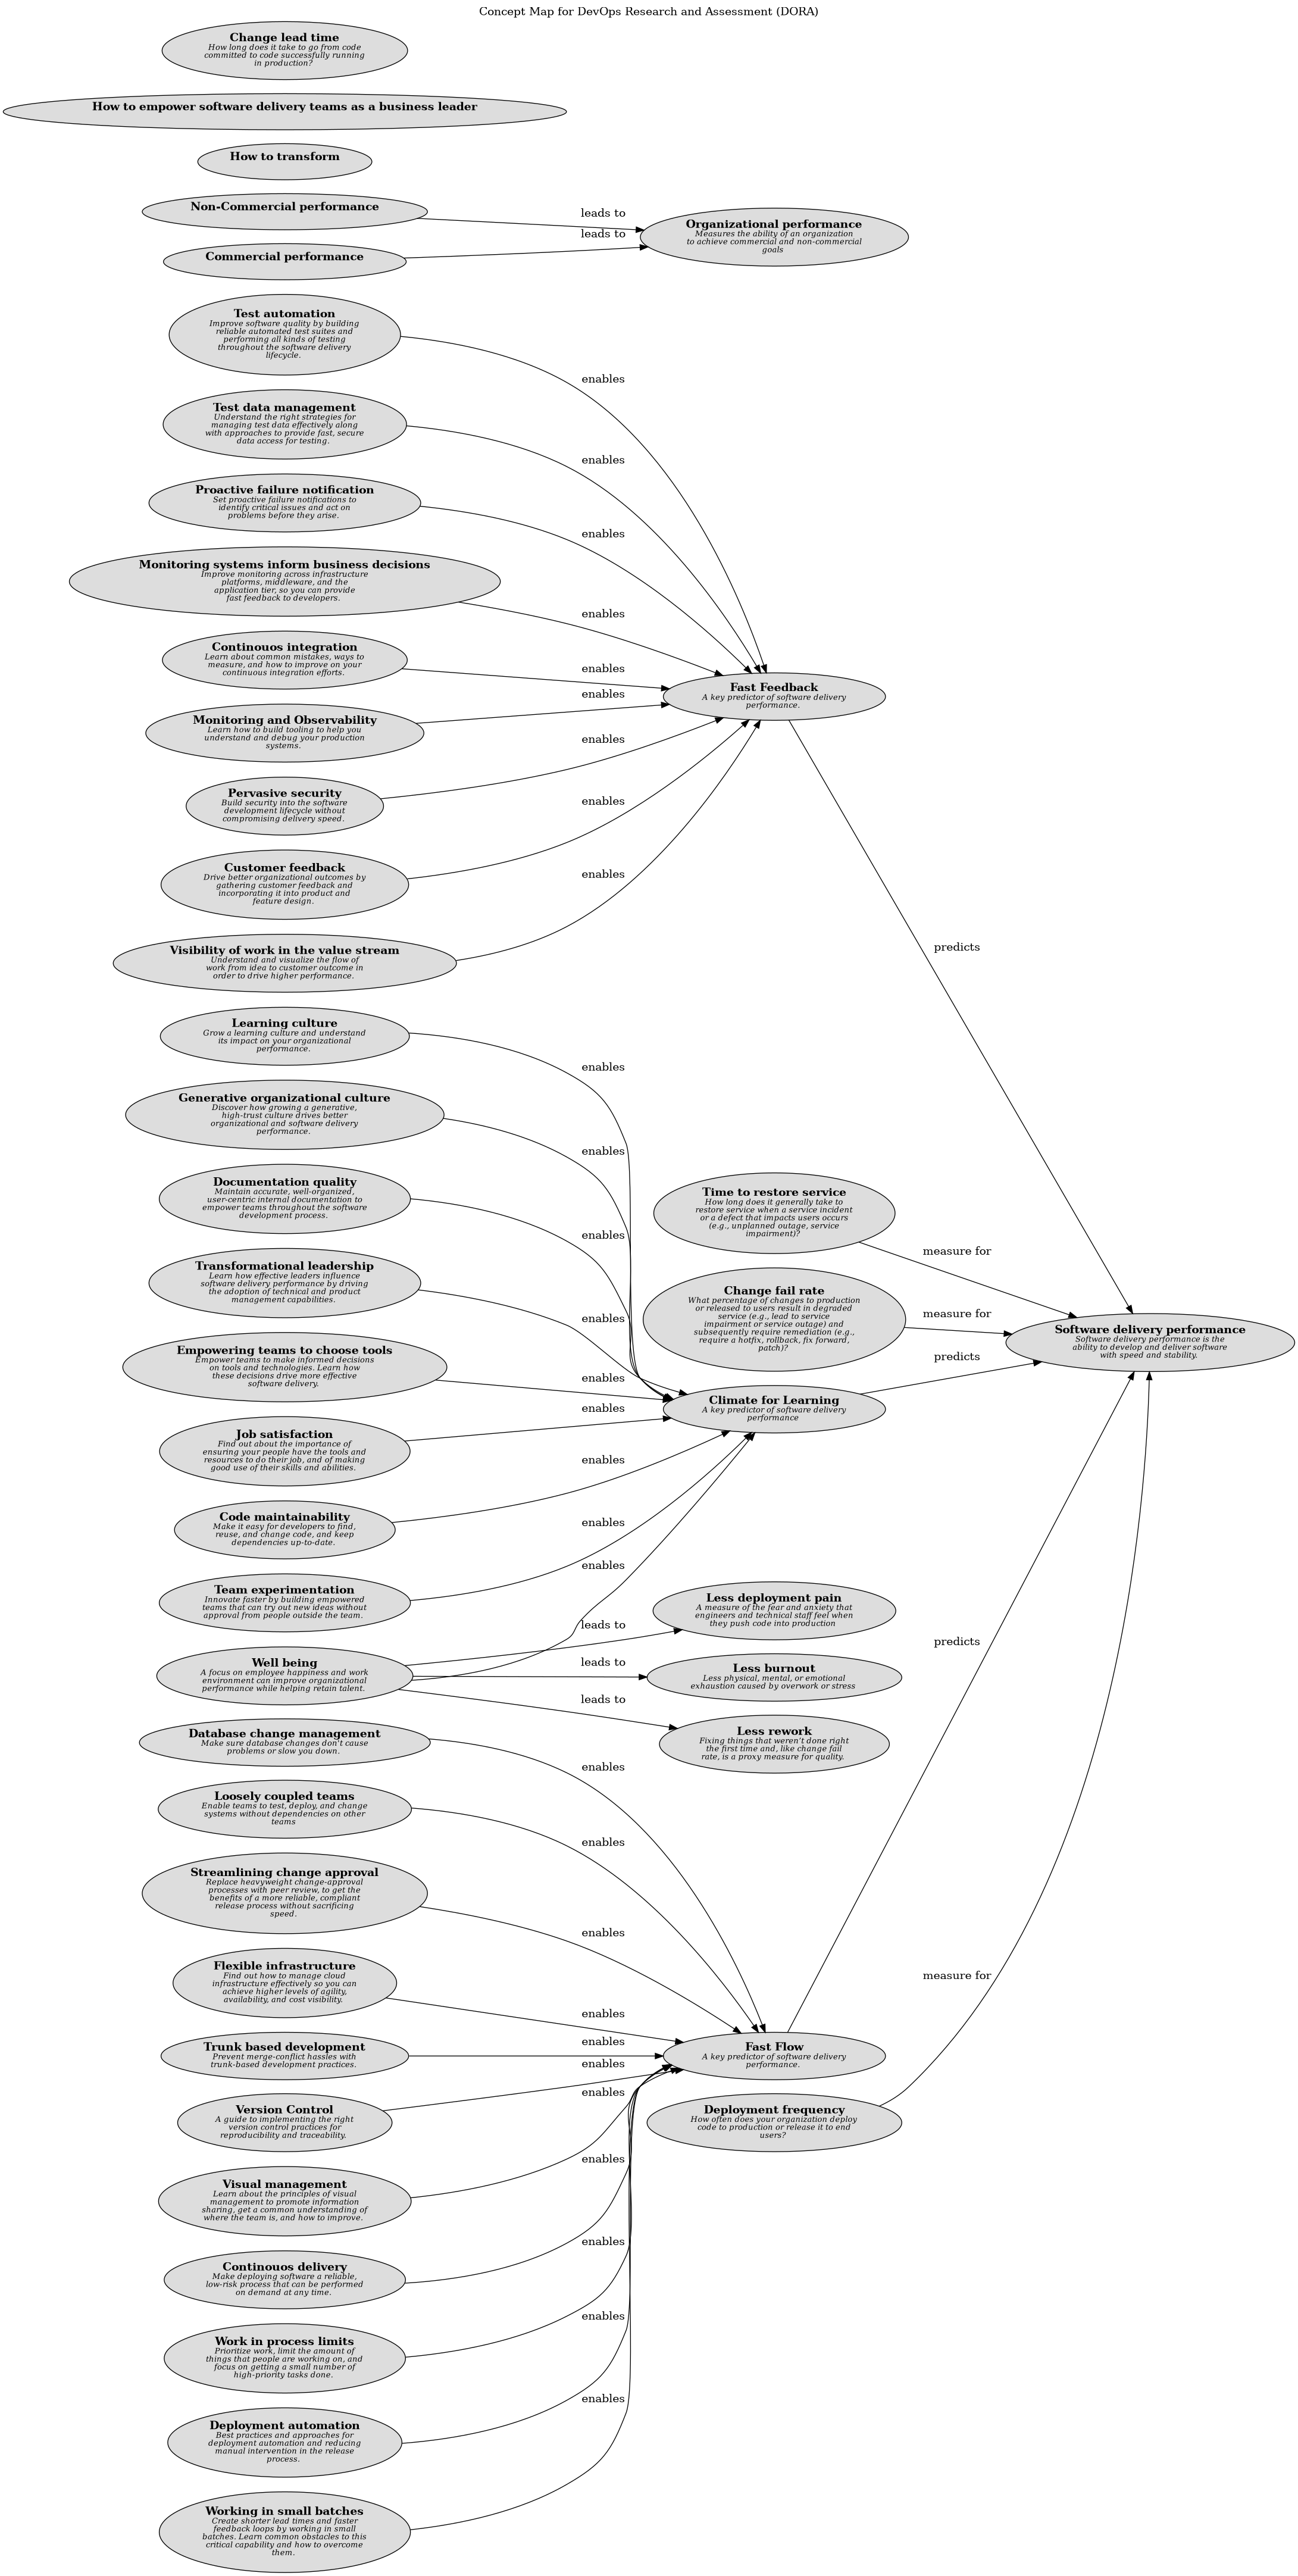 Concept Map for DevOps Research and Assessment (DORA)
Change lead time
How long does it take to go from code
committed to code successfully running
in production?
How to empower software delivery teams as a business leader
How to transform
Non-Commercial performance
leads to
Commercial performance
leads to
Organizational performance
Measures the ability of an organization
to achieve commercial and non-commercial
goals
Test automation
Improve software quality by building
reliable automated test suites and
performing all kinds of testing
throughout the software delivery
lifecycle.
enables
Test data management
Understand the right strategies for
managing test data effectively along
with approaches to provide fast, secure
data access for testing.
enables
Proactive failure notification
Set proactive failure notifications to
identify critical issues and act on
problems before they arise.
enables
Monitoring systems inform business decisions
Improve monitoring across infrastructure
platforms, middleware, and the
application tier, so you can provide
fast feedback to developers.
enables
Continouos integration
Learn about common mistakes, ways to
measure, and how to improve on your
continuous integration efforts.
enables
Monitoring and Observability
Learn how to build tooling to help you
understand and debug your production
systems.
enables
Fast Feedback
A key predictor of software delivery
performance.
Pervasive security
Build security into the software
development lifecycle without
compromising delivery speed.
enables
Customer feedback
Drive better organizational outcomes by
gathering customer feedback and
incorporating it into product and
feature design.
enables
Visibility of work in the value stream
Understand and visualize the flow of
work from idea to customer outcome in
order to drive higher performance.
enables
predicts
Learning culture
Grow a learning culture and understand
its impact on your organizational
performance.
enables
Generative organizational culture
Discover how growing a generative,
high-trust culture drives better
organizational and software delivery
performance.
enables
Documentation quality
Maintain accurate, well-organized,
user-centric internal documentation to
empower teams throughout the software
development process.
enables
Time to restore service
How long does it generally take to
restore service when a service incident
or a defect that impacts users occurs
(e.g., unplanned outage, service
impairment)?
measure for
Transformational leadership
Learn how effective leaders influence
software delivery performance by driving
the adoption of technical and product
management capabilities.
enables
Change fail rate
What percentage of changes to production
or released to users result in degraded
service (e.g., lead to service
impairment or service outage) and
subsequently require remediation (e.g.,
require a hotfix, rollback, fix forward,
patch)?
measure for
Software delivery performance
Software delivery performance is the
ability to develop and deliver software
with speed and stability.
Empowering teams to choose tools
Empower teams to make informed decisions
on tools and technologies. Learn how
these decisions drive more effective
software delivery.
enables
Climate for Learning
A key predictor of software delivery
performance
predicts
Job satisfaction
Find out about the importance of
ensuring your people have the tools and
resources to do their job, and of making
good use of their skills and abilities.
enables
Code maintainability
Make it easy for developers to find,
reuse, and change code, and keep
dependencies up-to-date.
enables
Team experimentation
Innovate faster by building empowered
teams that can try out new ideas without
approval from people outside the team.
enables
Well being
A focus on employee happiness and work
environment can improve organizational
performance while helping retain talent.
enables
leads to
leads to
leads to
Less deployment pain
A measure of the fear and anxiety that
engineers and technical staff feel when
they push code into production
Less burnout
Less physical, mental, or emotional
exhaustion caused by overwork or stress
Less rework
Fixing things that weren't done right
the first time and, like change fail
rate, is a proxy measure for quality.
predicts
Database change management
Make sure database changes don't cause
problems or slow you down.
enables
Loosely coupled teams
Enable teams to test, deploy, and change
systems without dependencies on other
teams
enables
Streamlining change approval
Replace heavyweight change-approval
processes with peer review, to get the
benefits of a more reliable, compliant
release process without sacrificing
speed.
enables
Flexible infrastructure
Find out how to manage cloud
infrastructure effectively so you can
achieve higher levels of agility,
availability, and cost visibility.
enables
measure for
Trunk based development
Prevent merge-conflict hassles with
trunk-based development practices.
enables
Fast Flow
A key predictor of software delivery
performance.
Version Control
A guide to implementing the right
version control practices for
reproducibility and traceability.
enables
Deployment frequency
How often does your organization deploy
code to production or release it to end
users?
Visual management
Learn about the principles of visual
management to promote information
sharing, get a common understanding of
where the team is, and how to improve.
enables
Continouos delivery
Make deploying software a reliable,
low-risk process that can be performed
on demand at any time.
enables
Work in process limits
Prioritize work, limit the amount of
things that people are working on, and
focus on getting a small number of
high-priority tasks done.
enables
Deployment automation
Best practices and approaches for
deployment automation and reducing
manual intervention in the release
process.
enables
Working in small batches
Create shorter lead times and faster
feedback loops by working in small
batches. Learn common obstacles to this
critical capability and how to overcome
them.
enables